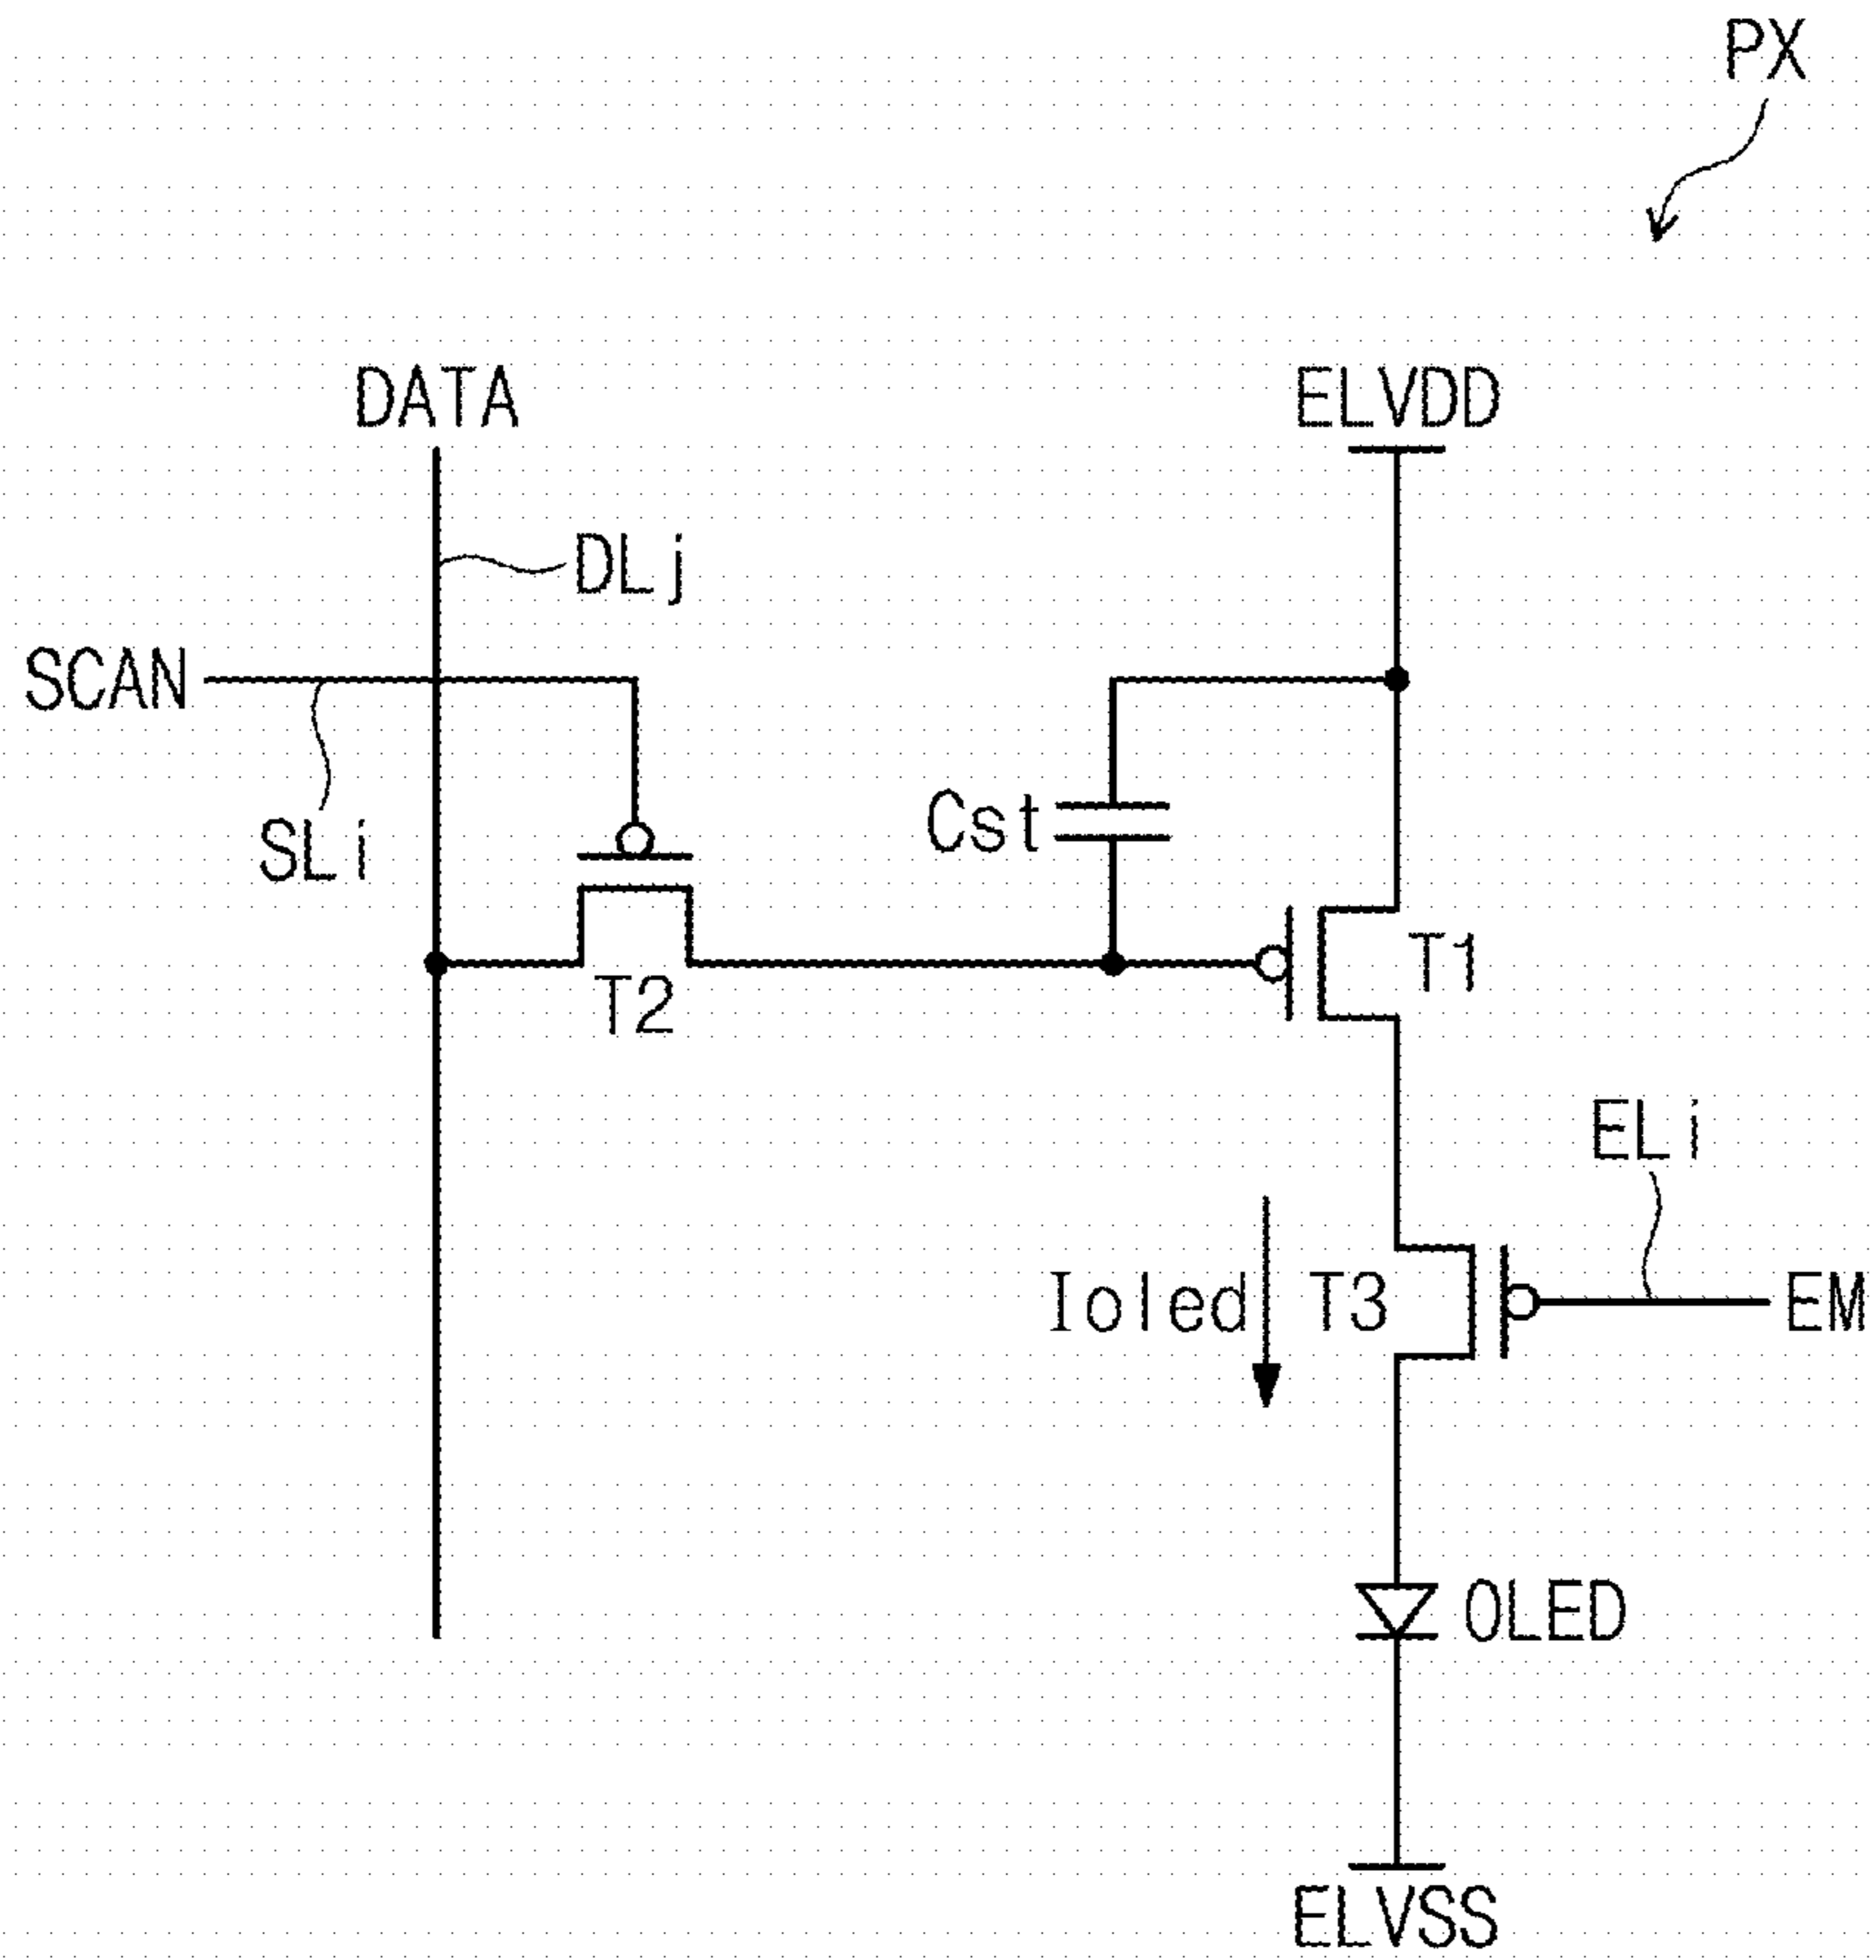 PX
DATA
ELVDD
DLj
SCAN
SLi
Cst
T1
T2
ELi
Ioled
T3
EM
OLED
ELVSS